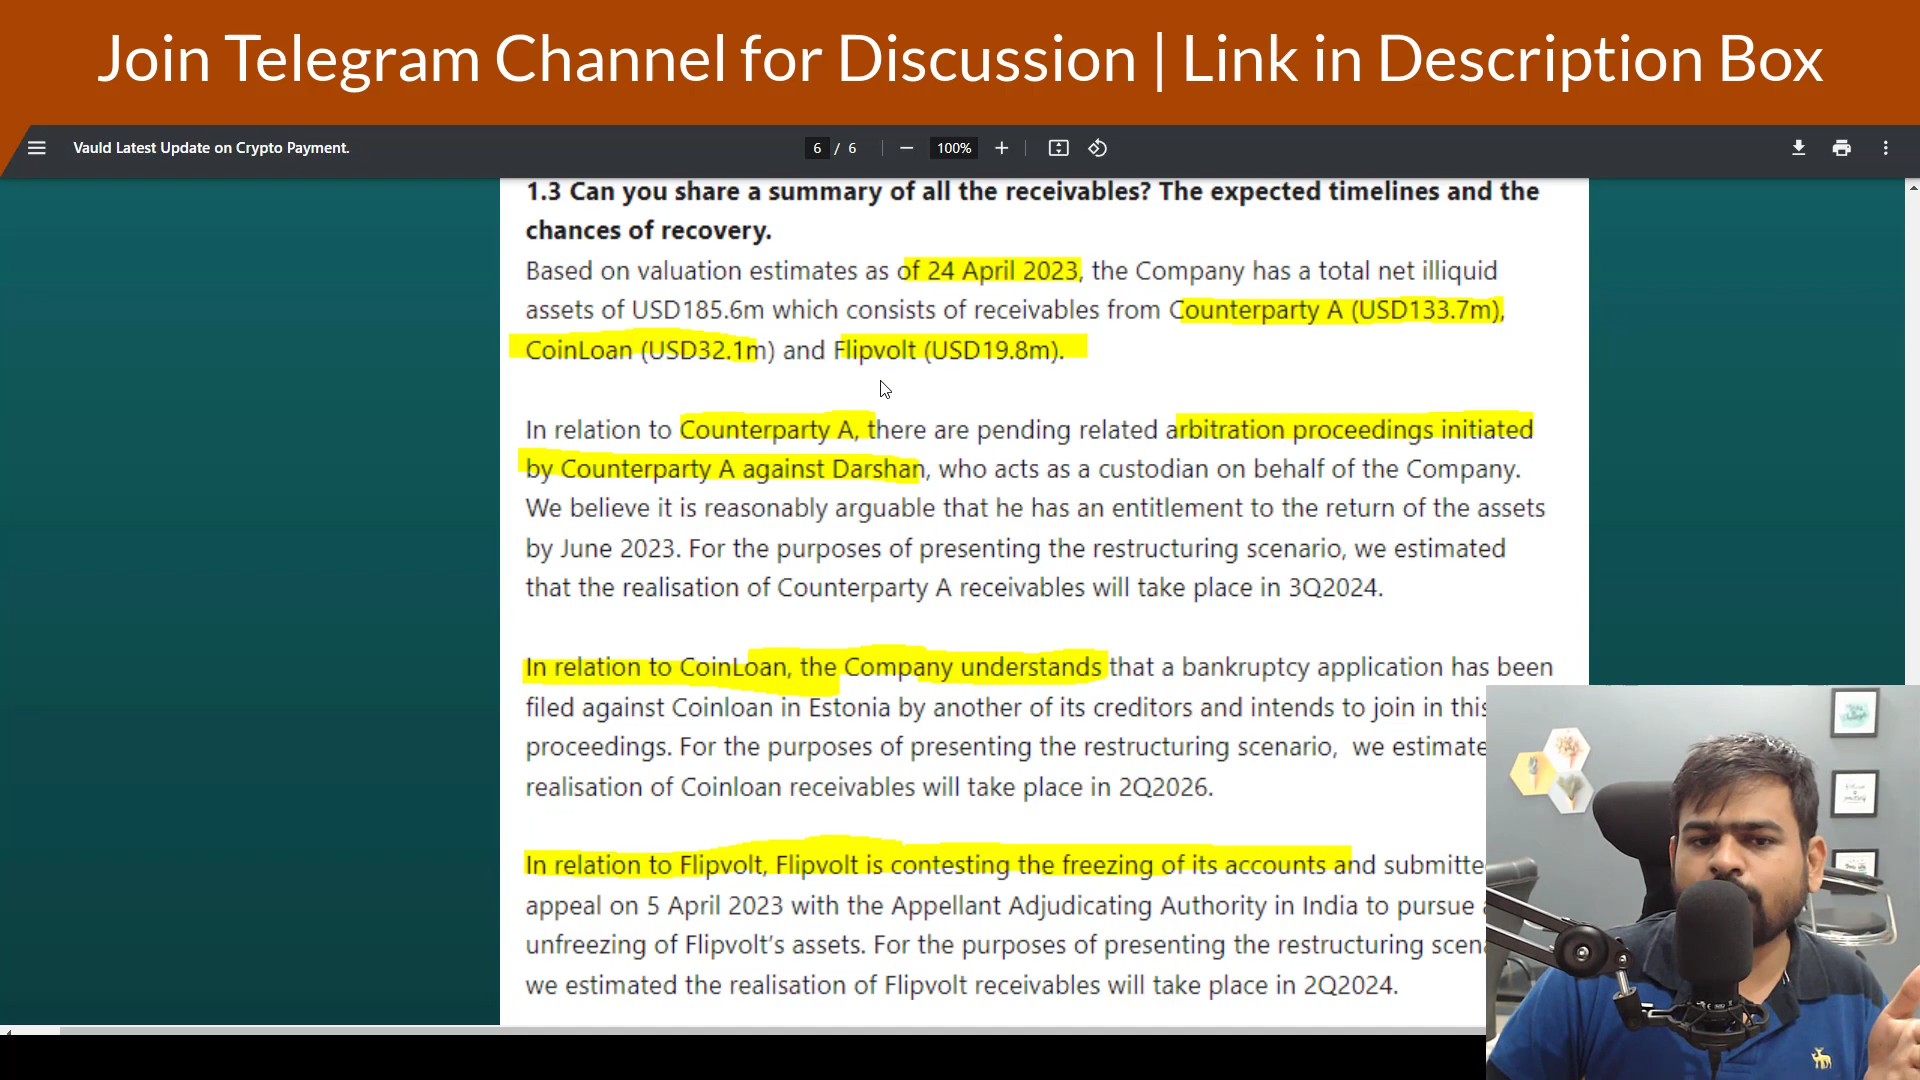 Join Telegram Channel for Discussion | Link in Description Box
Vauld Latest Update on Crypto Payment.
6 / 6
100%
1.3 Can you share a summary of all the receivables? The expected timelines and the
chances of recovery.
Based on valuation estimates as of 24 April 2023, the Company has a total net illiquid
assets of USD185.6m which consists of receivables from Counterparty A (USD133.7m),
CoinLoan (USD32.1m) and Flipvolt (USD19.8m).
In relation to Counterparty A, there are pending related arbitration proceedings initiated
by Counterparty A against Darshan, who acts as a custodian on behalf of the Company.
We believe it is reasonably arguable that he has an entitlement to the return of the assets
by June 2023. For the purposes of presenting the restructuring scenario, we estimated
that the realisation of Counterparty A receivables will take place in 3Q2024.
In relation to CoinLoan, the Company understands that a bankruptcy application has been
filed against Coinloan in Estonia by another of its creditors and intends to join in this
proceedings. For the purposes of presenting the restructuring scenario, we estimate
realisation of Coinloan receivables will take place in 2Q2026.
In relation to Flipvolt, Flipvolt is contesting the freezing of its accounts and submitte
appeal on 5 April 2023 with the Appellant Adjudicating Authority in India to pursue
unfreezing of Flipvolt's assets. For the purposes of presenting the restructuring scen
we estimated the realisation of Flipvolt receivables will take place in 2Q2024.